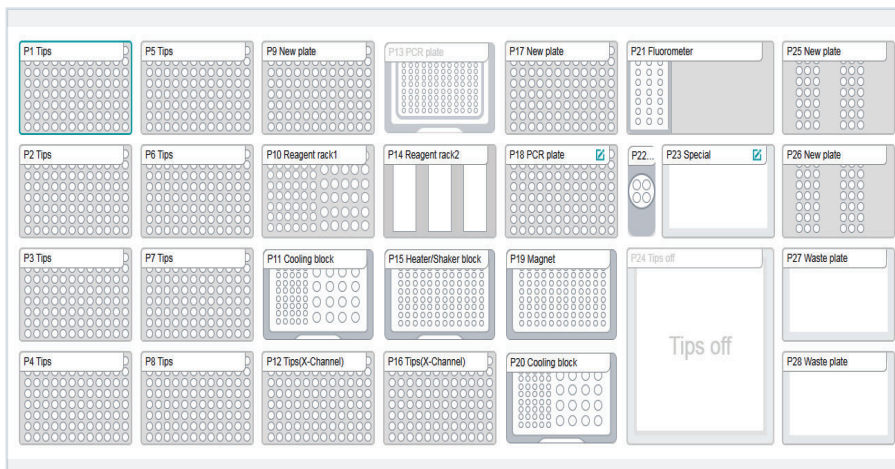 P1 Tips
P5 Tips
P9 New plate
P13 PCR plate
P17 New plate
P21 Fluorometer
P25 New plate
P2 Tips
P6 Tips
P10 Reagent rack1
P14 Reagent rack2
P18 PCR plate
P22...
P23 Special
P26 New plate
P3 Tips
P7 Tips
P11 Cooling block
P15 Heater/Shaker block
P19 Magnet
P24 Tips off
P27 Waste plate
Tips off
P4 Tips
P8 Tips
P12 Tips(X-Channel)
P16 Tips(X-Channel)
P20 Cooling block
P28 Waste plate